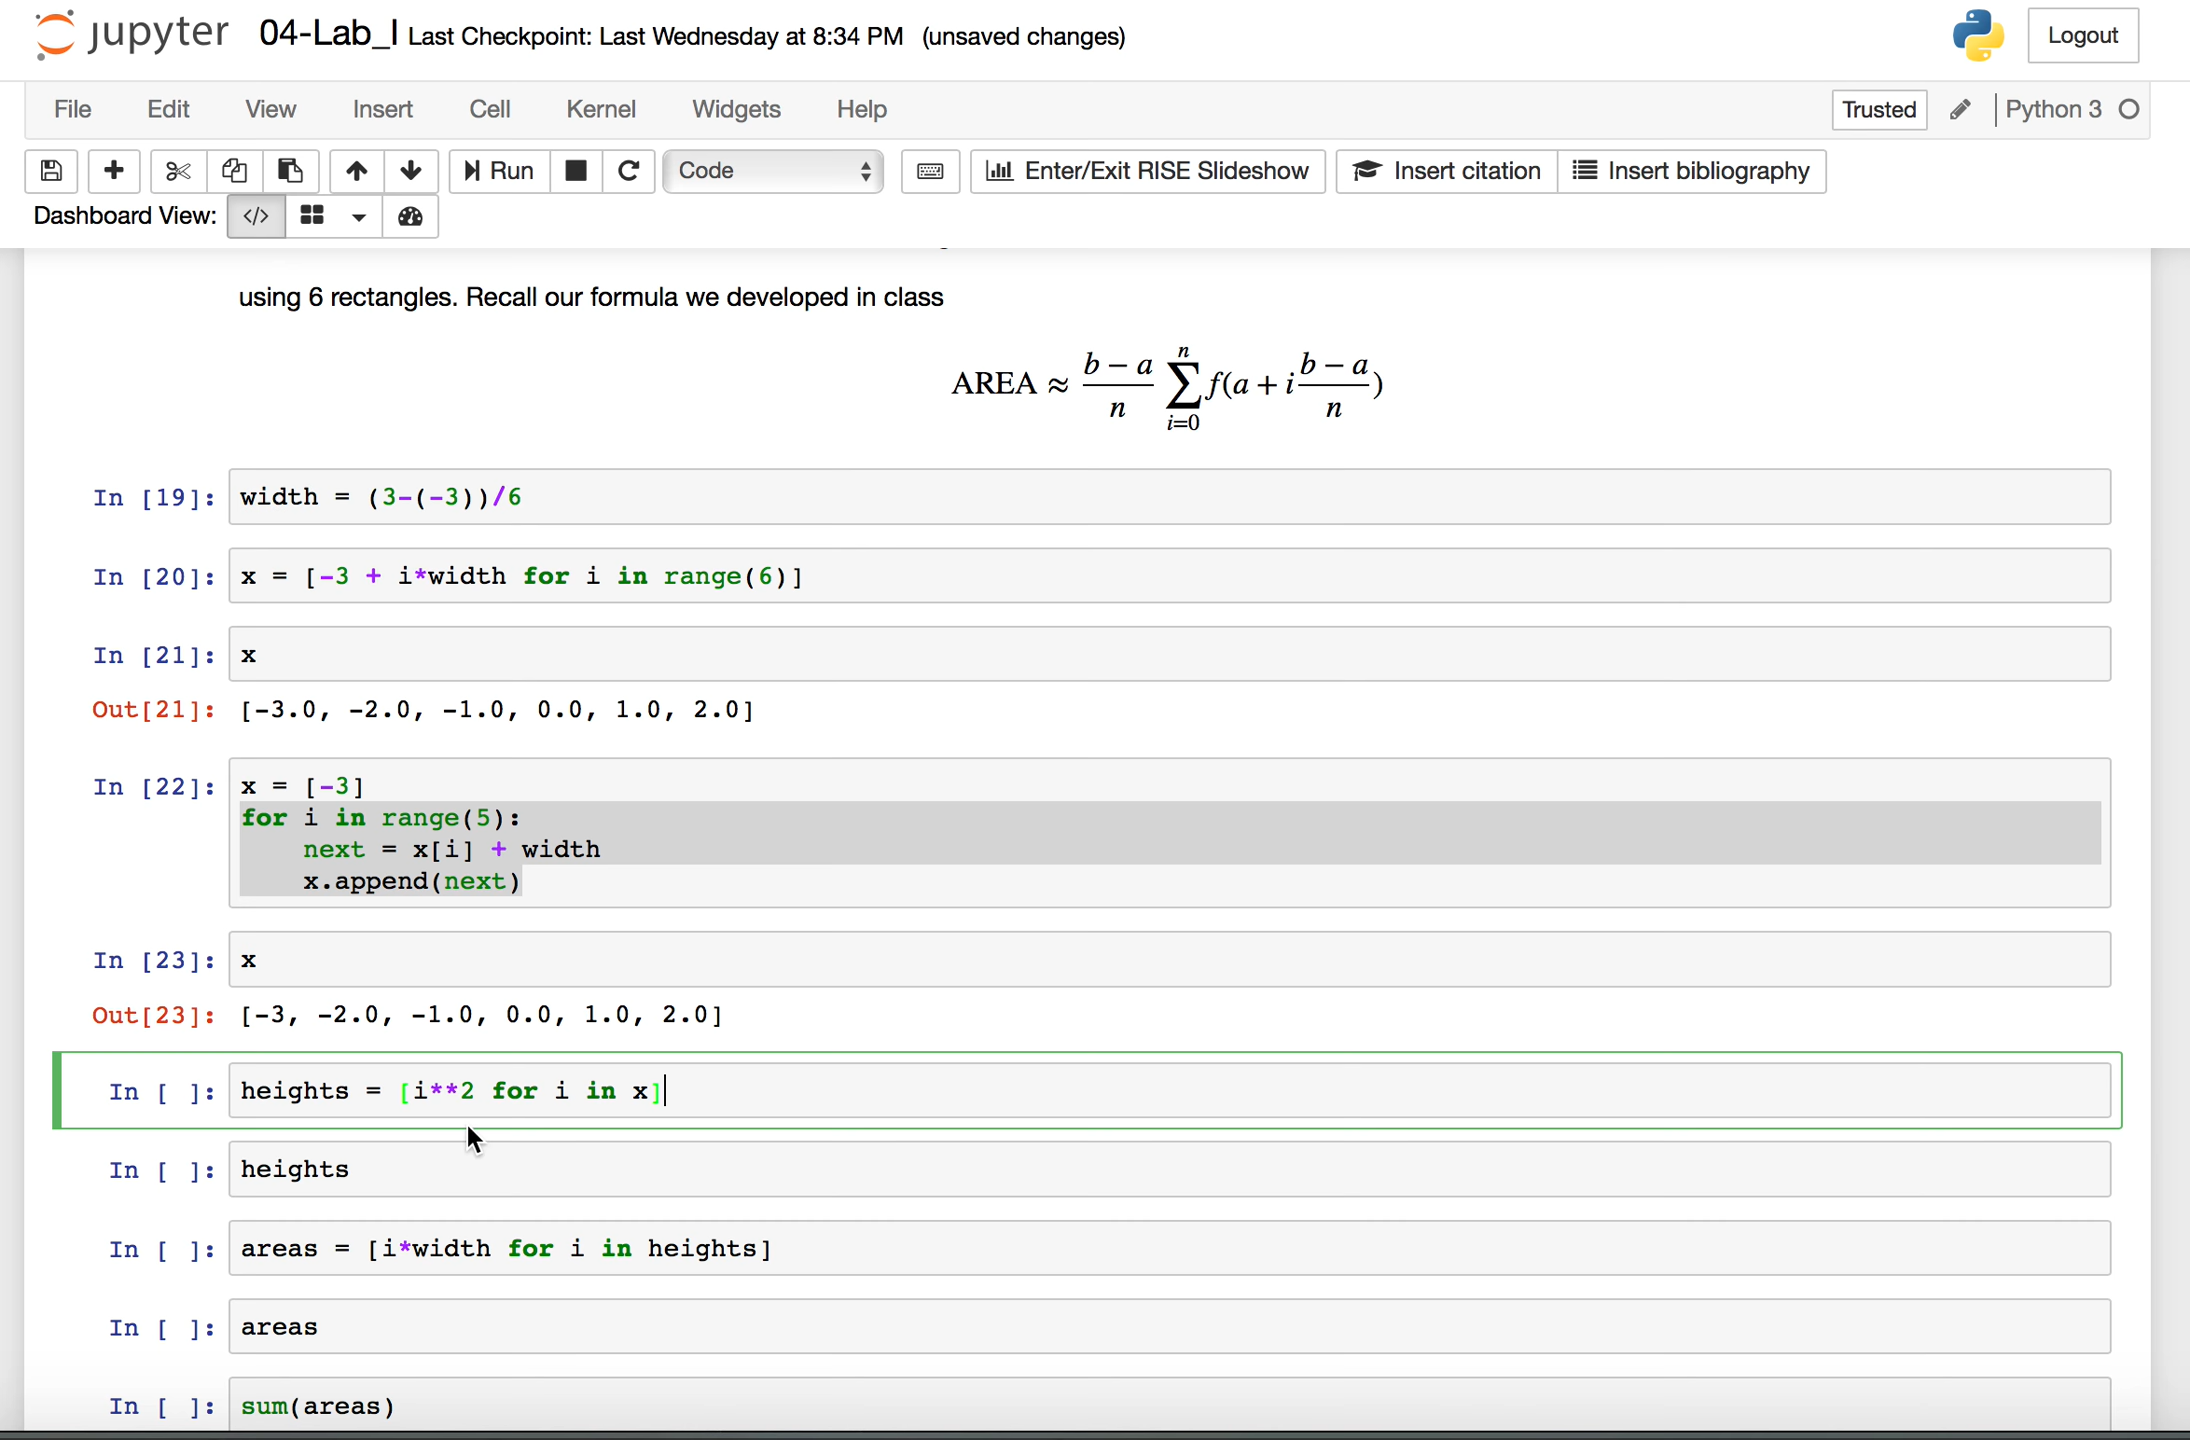 jupyter 04-Lab_I Last Checkpoint: Last Wednesday at 8:34 PM (unsaved changes) Logout
File Edit View Insert Cell Kernel Widgets Help Trusted Python 3
Run Code Enter/Exit RISE Slideshow Insert citation Insert bibliography
Dashboard View: </>
using 6 rectangles. Recall our formula we developed in class
AREA ≈ \frac{b − a}{n} \sum_{i=0}^{n} f(a + i\frac{b − a}{n})
In [19]: width = (3-(-3))/6
In [20]: x = [-3 + i*width for i in range(6)]
In [21]: x
Out[21]: [-3.0, -2.0, -1.0, 0.0, 1.0, 2.0]
In [22]: x = [-3]
for i in range(5):
next = x[i] + width
x.append(next)
In [23]: x
Out[23]: [-3, -2.0, -1.0, 0.0, 1.0, 2.0]
In [ ]: heights = [i**2 for i in x]
In [ ]: heights
In [ ]: areas = [i*width for i in heights]
In [ ]: areas
In [ ]: sum(areas)